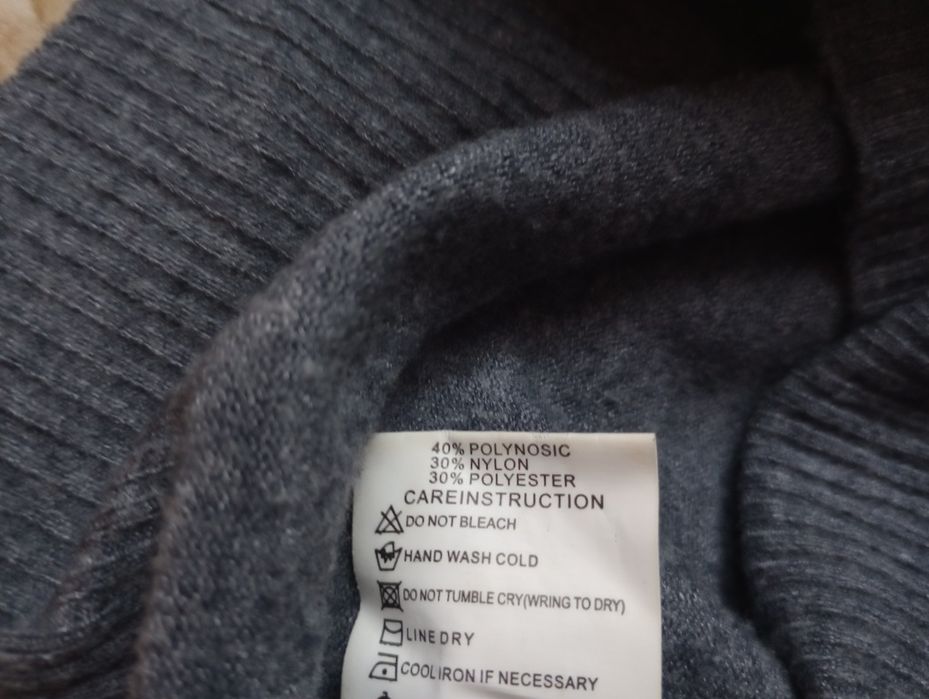 40% POLYNOSIC
30% NYLON
30% POLYESTER
CAREINSTRUCTION
DO NOT BLEACH
HAND WASH COLD
DO NOT TUMBLE CRY(WRING TO DRY)
LINE DRY
COOL IRON IF NECESSARY